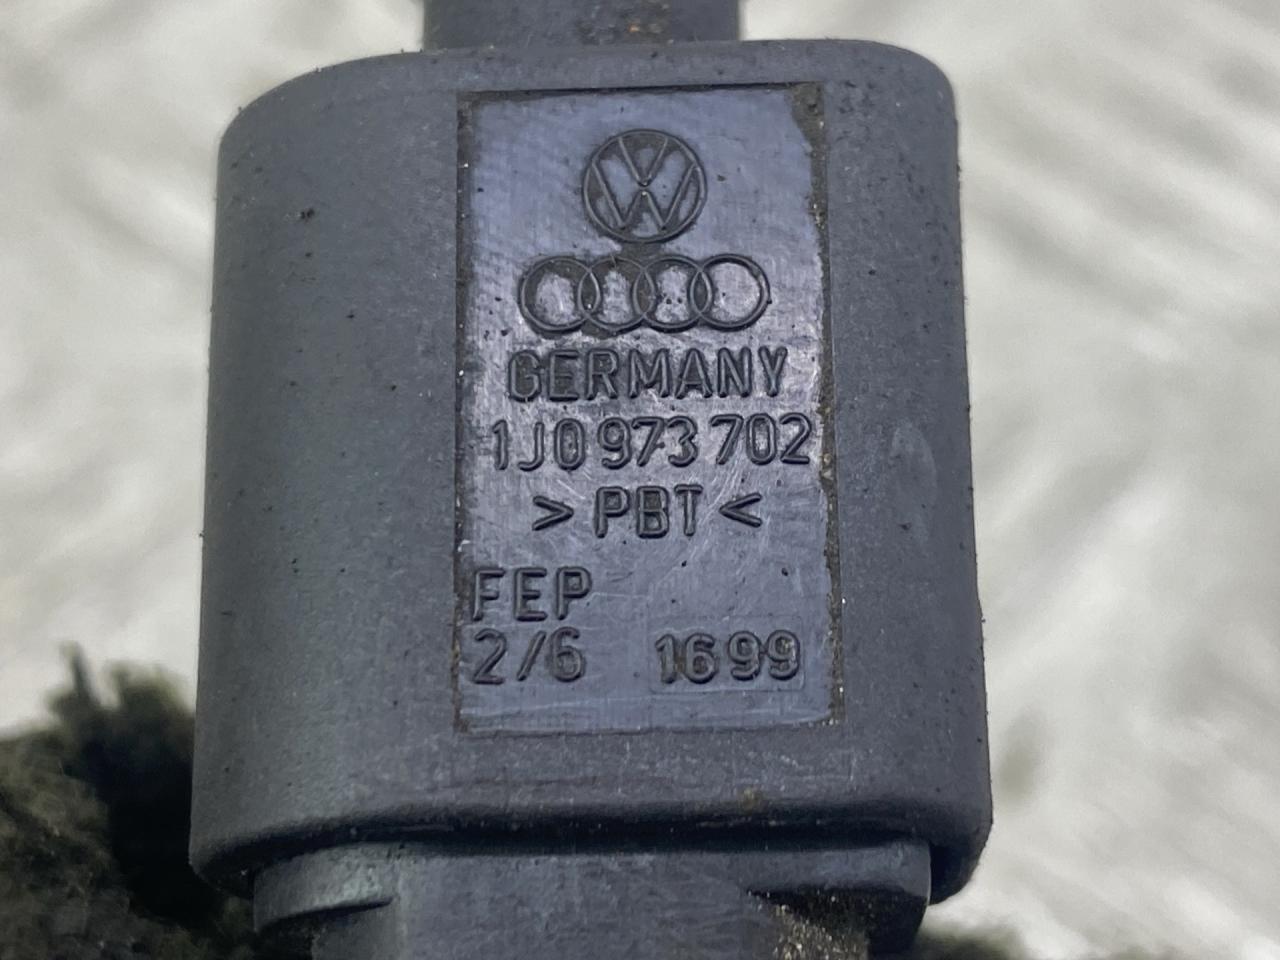 GERMANY
1J0 973 702
> PBT <
FEP
2/6 1699